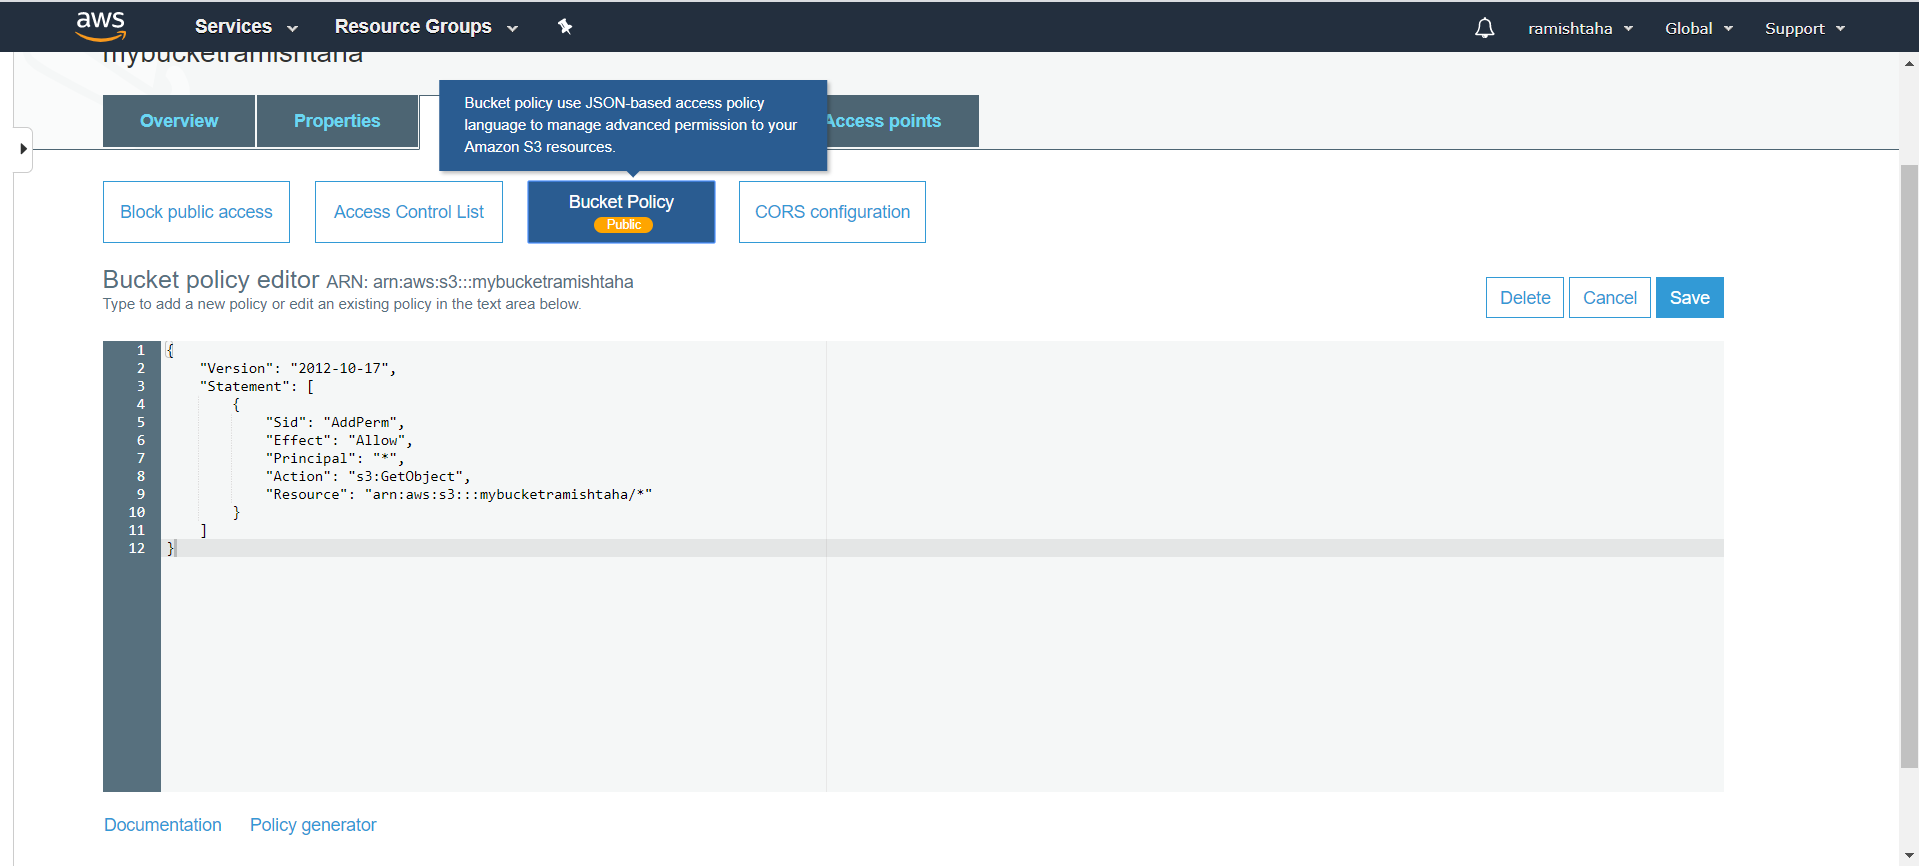 aws
Services
Resource Groups
ramishtaha
Global
Support
mybucketramishtaha
Overview
Properties
Bucket policy use JSON-based access policy
language to manage advanced permission to your
Amazon S3 resources.
Access points
Block public access
Access Control List
Bucket Policy
Public
CORS configuration
Bucket policy editor ARN: arn:aws:s3:::mybucketramishtaha
Type to add a new policy or edit an existing policy in the text area below.
Delete
Cancel
Save
1 {
2 "Version": "2012-10-17",
3 "Statement": [
4 {
5 "Sid": "AddPerm",
6 "Effect": "Allow",
7 "Principal": "*",
8 "Action": "s3:GetObject",
9 "Resource": "arn:aws:s3:::mybucketramishtaha/*"
10 }
11 ]
12 }
Documentation
Policy generator